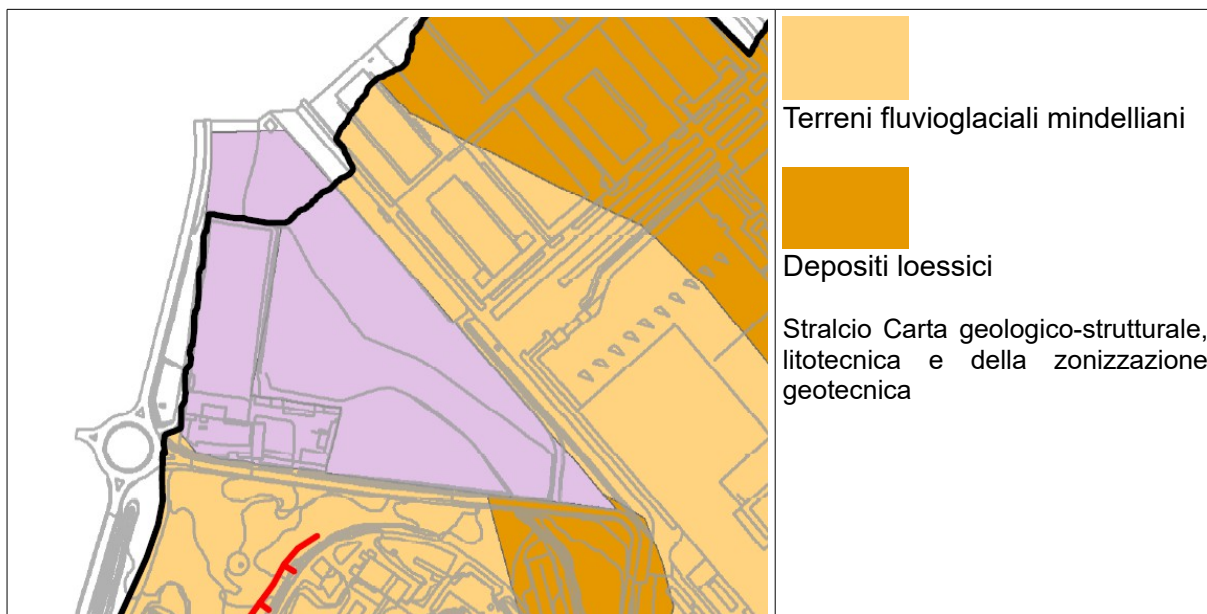 Terreni fluvioglaciali mindelliani
Depositi loessici
Stralcio Carta geologico-strutturale,
litotecnica e della zonizzazione
geotecnica